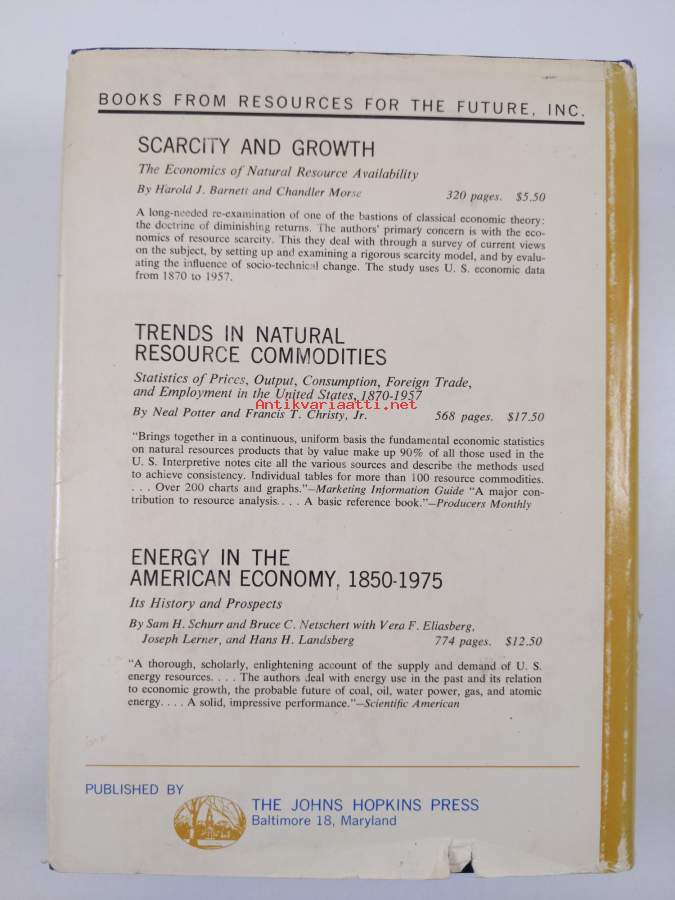 BOOKS FROM RESOURCES FOR THE FUTURE, INC.
SCARCITY AND GROWTH
The Economics of Natural Resource Availability
By Harold J. Barnett and Chandler Morse 320 pages. $5.50
A long-needed re-examination of one of the bastions of classical economic theory:
the doctrine of diminishing returns. The authors' primary concern is with the eco-
nomics of resource scarcity. This they deal with through a survey of current views
on the subject, by setting up and examining a rigorous scarcity model, and by evalu-
ating the influence of socio-technical change. The study uses U. S. economic data
from 1870 to 1957.
TRENDS IN NATURAL
RESOURCE COMMODITIES
Statistics of Prices, Output, Consumption, Foreign Trade,
and Employment in the United States, 1870-1957
Antikvariaatti.net
By Neal Potter and Francis T. Christy, Jr. 568 pages. $17.50
"Brings together in a continuous, uniform basis the fundamental economic statistics
on natural resources products that by value make up 90% of all those used in the
U. S. Interpretive notes cite all the various sources and describe the methods used
to achieve consistency. Individual tables for more than 100 resource commodities.
. . . Over 200 charts and graphs."—Marketing Information Guide "A major con-
tribution to resource analysis. . . . A basic reference book."—Producers Monthly
ENERGY IN THE
AMERICAN ECONOMY, 1850-1975
Its History and Prospects
By Sam H. Schurr and Bruce C. Netschert with Vera F. Eliasberg,
Joseph Lerner, and Hans H. Landsberg 774 pages. $12.50
"A thorough, scholarly, enlightening account of the supply and demand of U. S.
energy resources. . . . The authors deal with energy use in the past and its relation
to economic growth, the probable future of coal, oil, water power, gas, and atomic
energy. . . . A solid, impressive performance."—Scientific American
PUBLISHED BY
THE JOHNS HOPKINS PRESS
Baltimore 18, Maryland